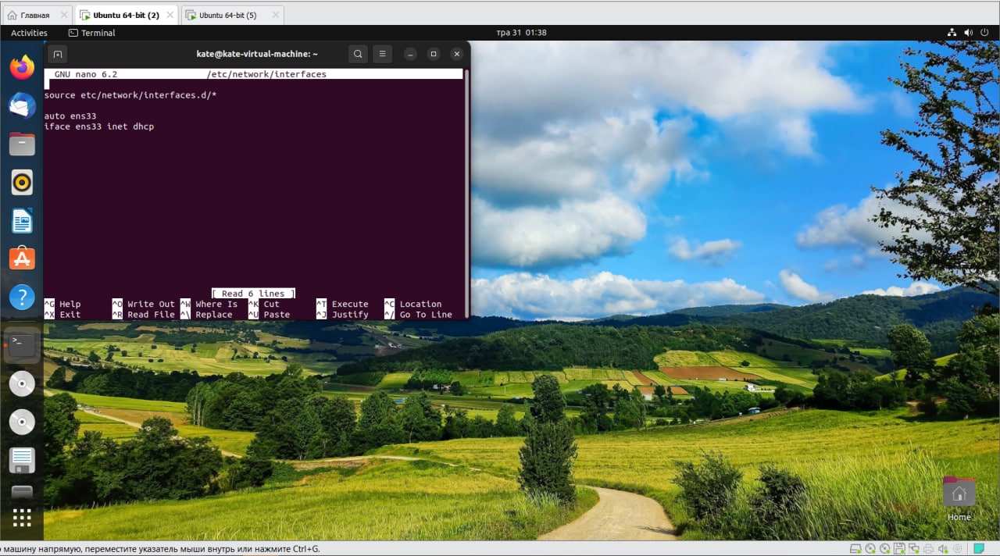 Главная
Ubuntu 64-bit (2)
Ubuntu 64-bit (5)
Activities
Terminal
тра 31 01:38
kate@kate-virtual-machine: ~
GNU nano 6.2 /etc/network/interfaces
source etc/network/interfaces.d/*
auto ens33
iface ens33 inet dhcp
[ Read 6 lines ]
^G Help ^O Write Out ^W Where Is ^K Cut ^T Execute ^C Location
^X Exit ^R Read File ^\ Replace ^U Paste ^J Justify ^/ Go To Line
Home
машину напрямую, переместите указатель мыши внутрь или нажмите Ctrl+G.